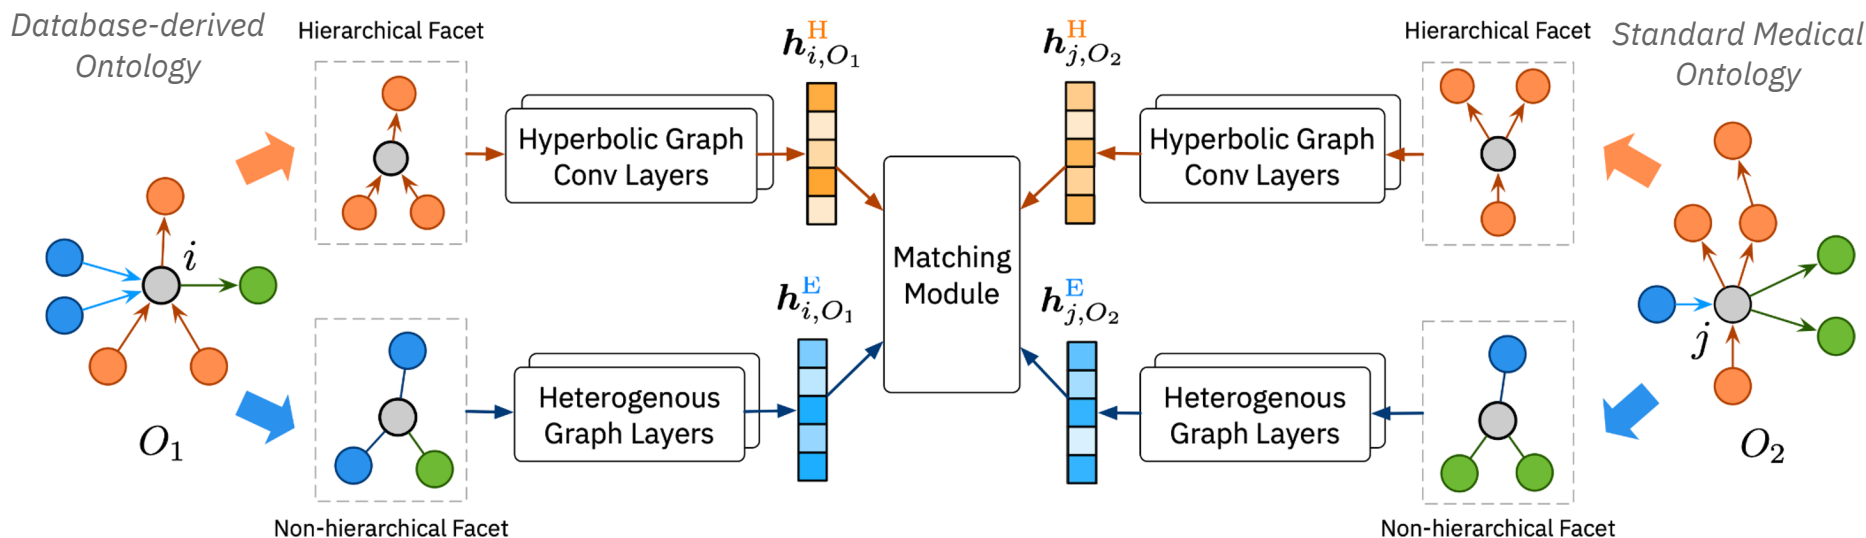 Database-derived
Ontology
Hierarchical Facet
Hyperbolic Graph
Conv Layers
h^H_{i,O_1}
i
O_1
Heterogenous
Graph Layers
h^E_{i,O_1}
Non-hierarchical Facet
Matching
Module
h^H_{j,O_2}
Hyperbolic Graph
Conv Layers
Hierarchical Facet
Standard Medical
Ontology
h^E_{j,O_2}
Heterogenous
Graph Layers
Non-hierarchical Facet
j
O_2